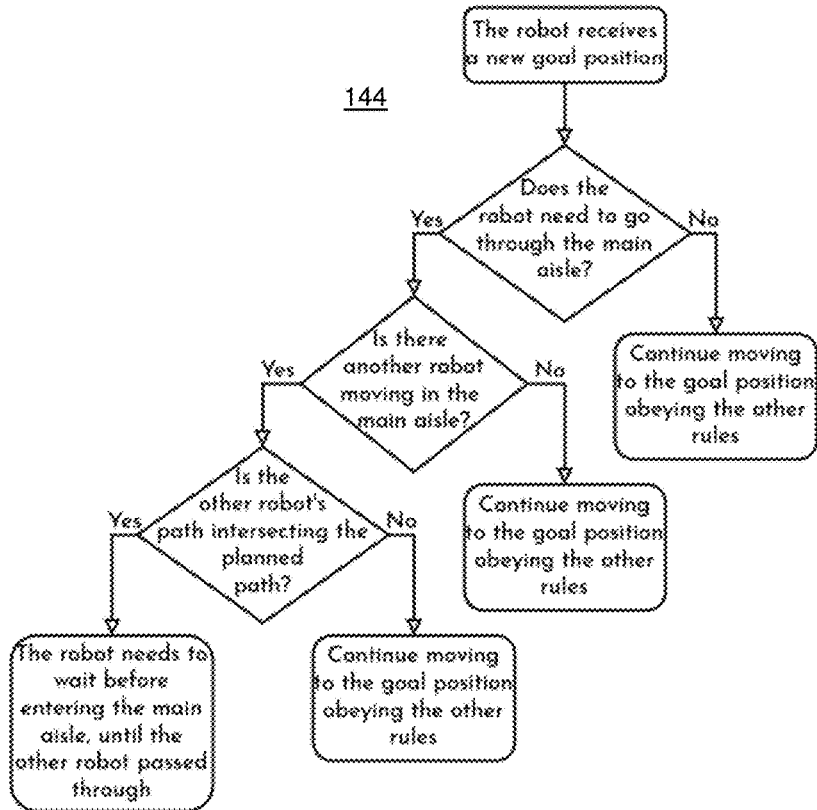 The robot receives
a new goal position
144
Does the
robot need to go
through the main
aisle?
Yes
No
Is there
another robot
moving in the
main aisle?
Yes
No
Continue moving
to the goal position
obeying the other
rules
Is the
other robot's
path intersecting the
planned
path?
Yes
No
Continue moving
to the goal position
obeying the other
rules
The robot needs to
wait before
entering the main
aisle, until the
other robot passed
through
Continue moving
to the goal position
obeying the other
rules